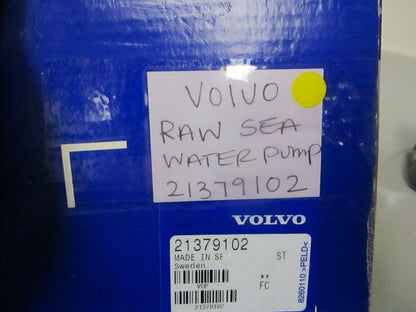 VOLVO
RAW SEA
WATER PUMP
21379102
VOLVO
21379102
MADE IN SE ST
Sweden
**
VOP FC
21379102
8260110 >PELD<